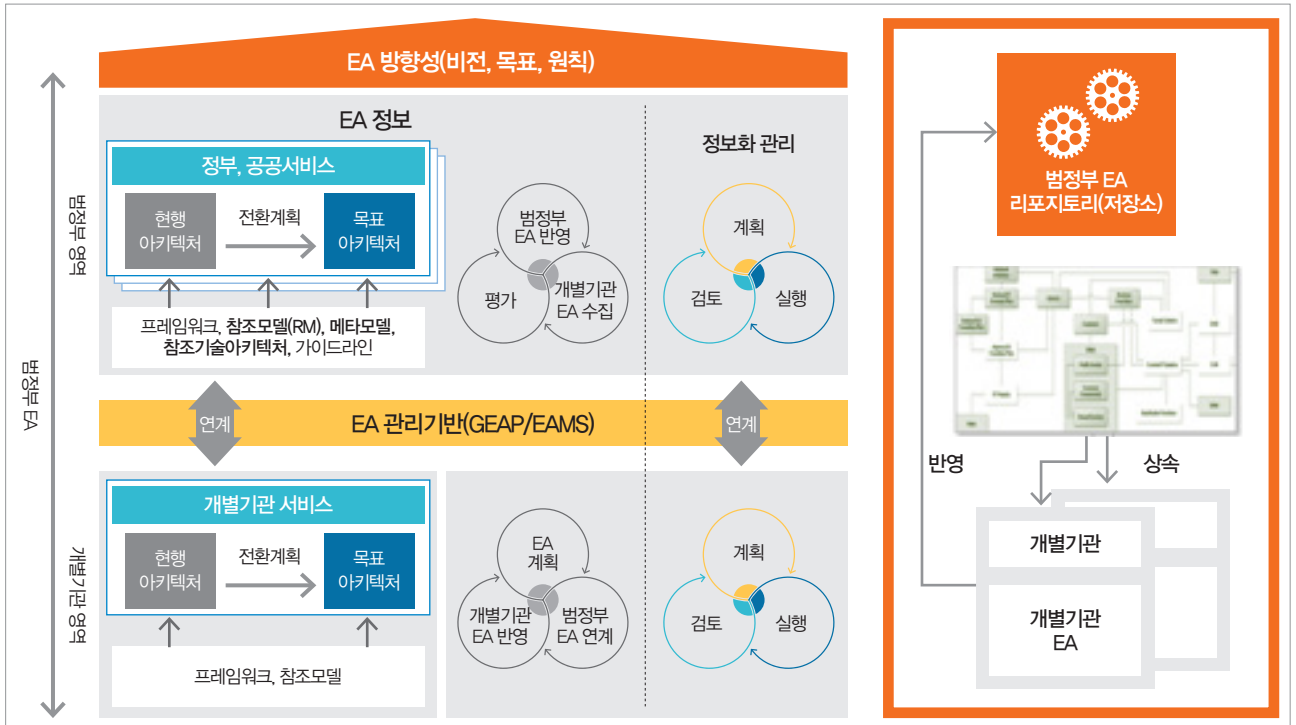 EA 방향성(비전, 목표, 원칙)
범정부 EA
범정부 영역
개별기관 영역
EA 정보
정부, 공공서비스
현행
아키텍처
전환계획
목표
아키텍처
프레임워크, 참조모델(RM), 메타모델,
참조기술아키텍처, 가이드라인
범정부
EA 반영
평가
개별기관
EA 수집
정보화 관리
계획
검토
실행
연계
EA 관리기반(GEAP/EAMS)
연계
개별기관 서비스
현행
아키텍처
전환계획
목표
아키텍처
프레임워크, 참조모델
EA
계획
개별기관
EA 반영
범정부
EA 연계
계획
검토
실행
범정부 EA
리포지토리(저장소)
반영
상속
개별기관
개별기관
EA